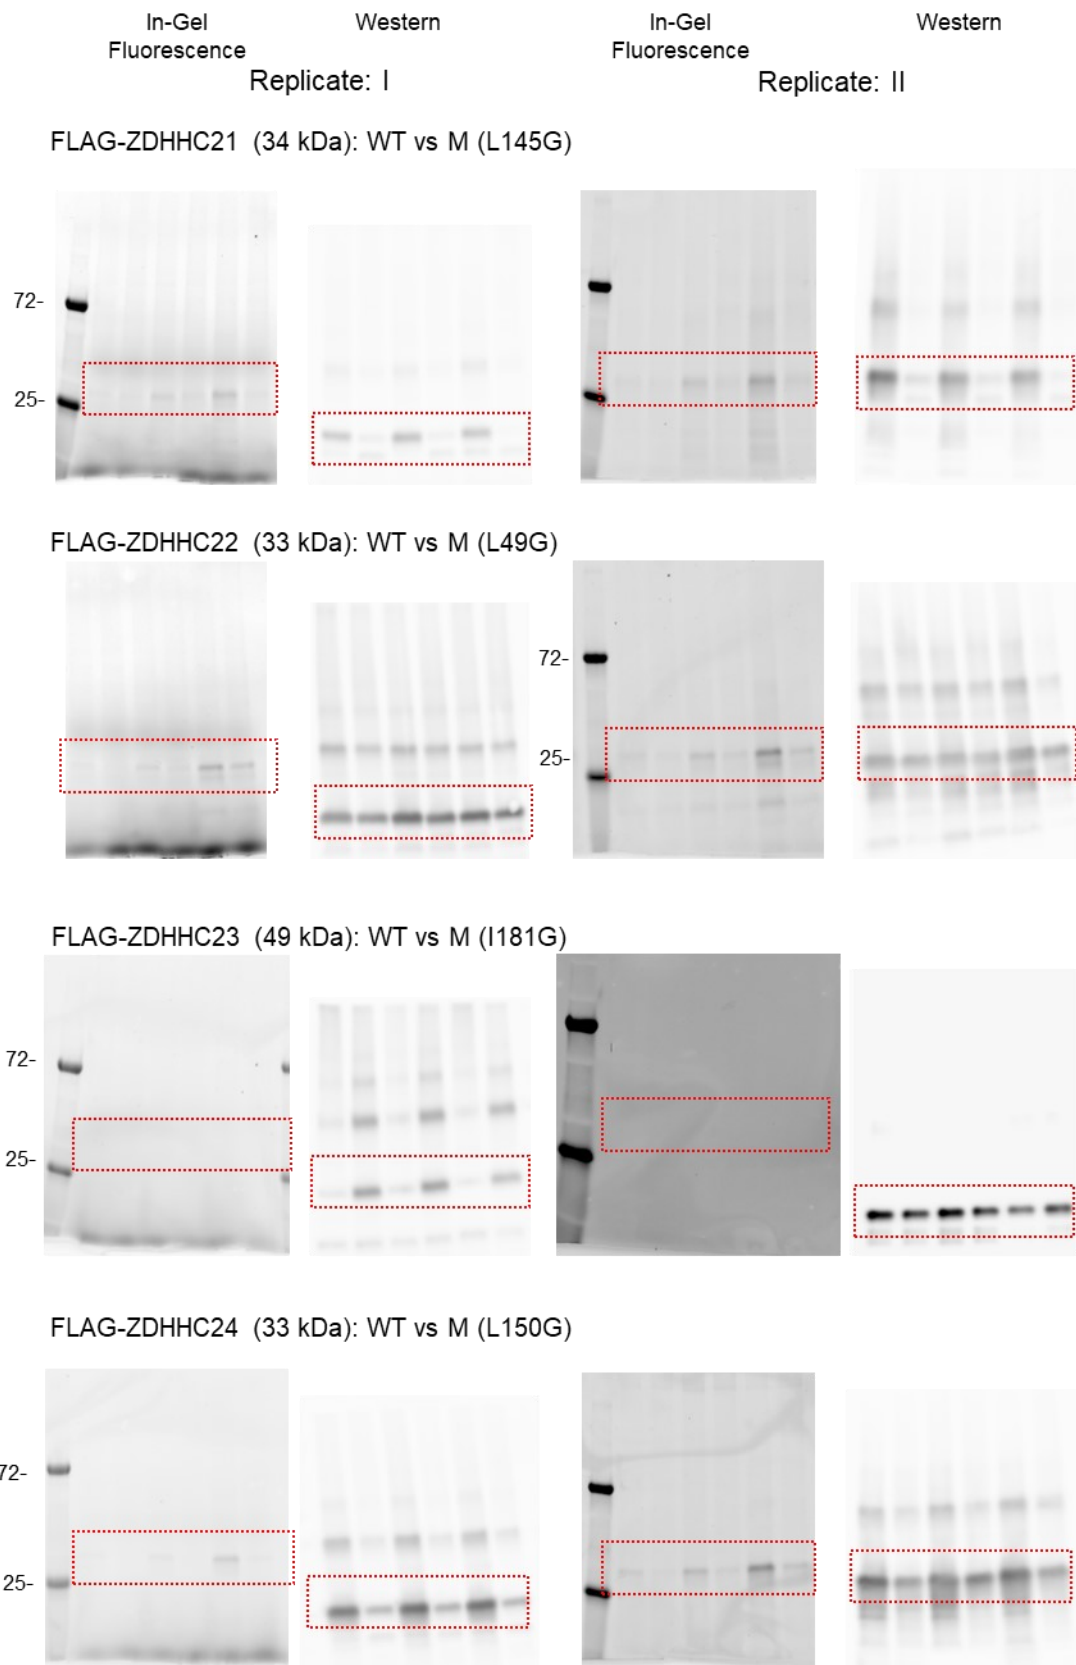 In-Gel
Fluorescence
Western
In-Gel
Fluorescence
Western
Replicate: I
Replicate: II
FLAG-ZDHHC21 (34 kDa): WT vs M (L145G)
72-
25-
FLAG-ZDHHC22 (33 kDa): WT vs M (L49G)
72-
25-
FLAG-ZDHHC23 (49 kDa): WT vs M (I181G)
72-
25-
FLAG-ZDHHC24 (33 kDa): WT vs M (L150G)
72-
25-